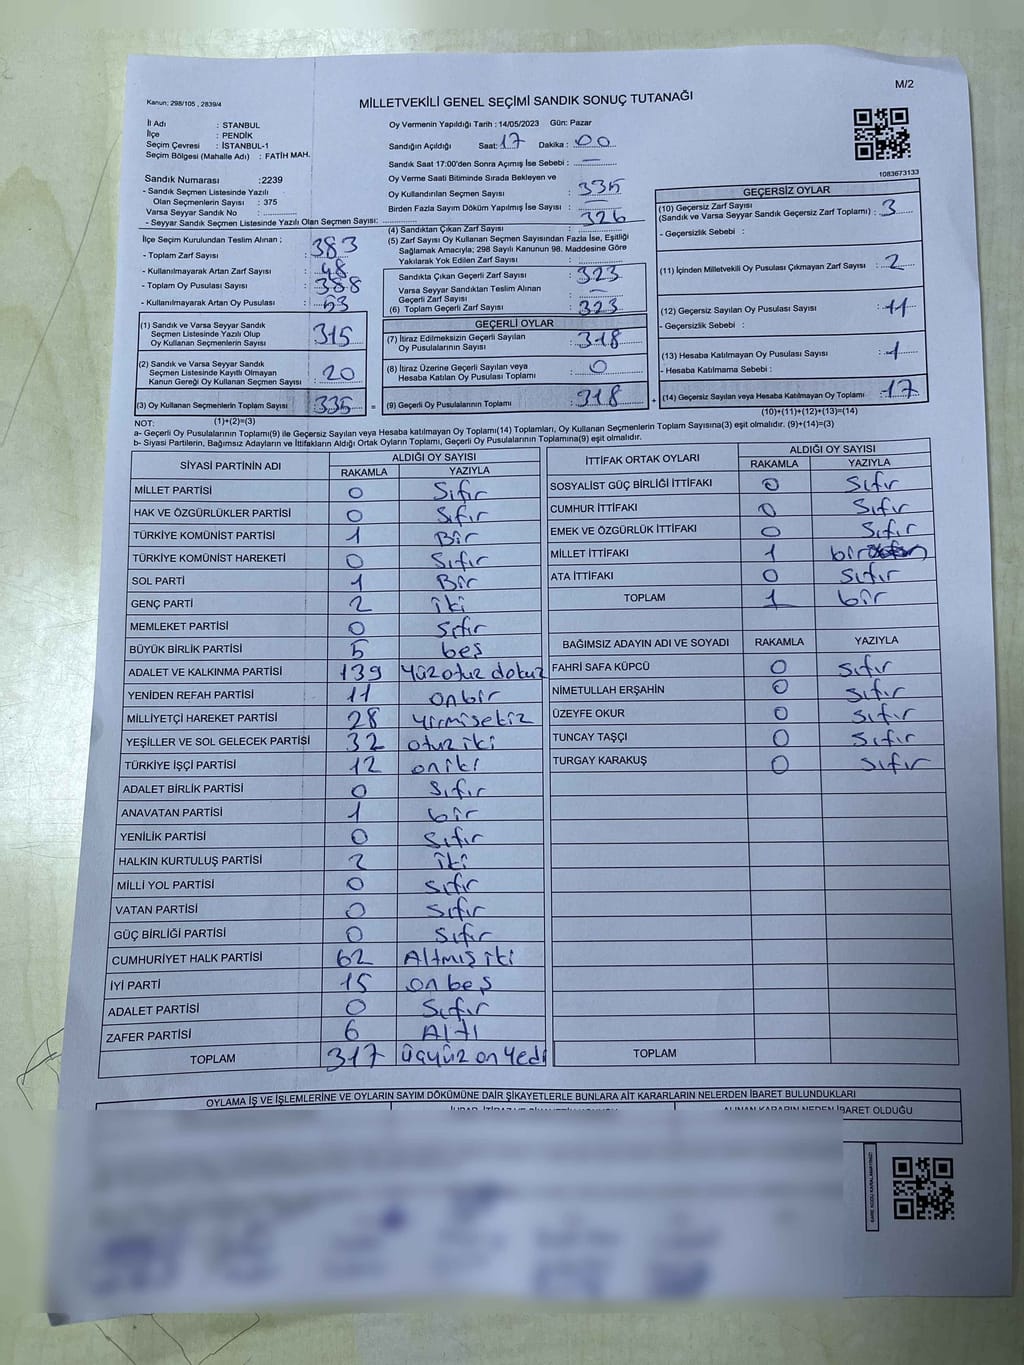 M/2
Kanun; 298/105 , 2839/4
MİLLETVEKİLİ GENEL SEÇİMİ SANDIK SONUÇ TUTANAĞI
İl Adı : STANBUL
İlçe : PENDİK
Seçim Çevresi : İSTANBUL-1
Seçim Bölgesi (Mahalle Adı) : FATİH MAH.
Sandık Numarası :2239
- Sandık Seçmen Listesinde Yazılı
Olan Seçmenlerin Sayısı : 375
Varsa Seyyar Sandık No :
- Seyyar Sandık Seçmen Listesinde Yazılı Olan Seçmen Sayısı:
İlçe Seçim Kurulundan Teslim Alınan ;
- Toplam Zarf Sayısı : 383
- Kullanılmayarak Artan Zarf Sayısı : 48
- Toplam Oy Pusulası Sayısı : 388
- Kullanılmayarak Artan Oy Pusulası : 53
(1) Sandık ve Varsa Seyyar Sandık
Seçmen Listesinde Yazılı Olup
Oy Kullanan Seçmenlerin Sayısı : 315
(2) Sandık ve Varsa Seyyar Sandık
Seçmen Listesinde Kayıtlı Olmayan
Kanun Gereği Oy Kullanan Seçmen Sayısı : 20
(3) Oy Kullanan Seçmenlerin Toplam Sayısı : 335 =
Oy Vermenin Yapıldığı Tarih : 14/05/2023 Gün: Pazar
Sandığın Açıldığı Saat: 17 Dakika : 00
Sandık Saat 17:00'den Sonra Açımış İse Sebebi : —
Oy Verme Saati Bitiminde Sırada Bekleyen ve
Oy Kullandırılan Seçmen Sayısı : 335
Birden Fazla Sayım Döküm Yapılmış İse Sayısı : —
(4) Sandıktan Çıkan Zarf Sayısı : 326
(5) Zarf Sayısı Oy Kullanan Seçmen Sayısından Fazla İse, Eşitliği
Sağlamak Amacıyla; 298 Sayılı Kanunun 98. Maddesine Göre
Yakılarak Yok Edilen Zarf Sayısı :
Sandıkta Çıkan Geçerli Zarf Sayısı : 323
Varsa Seyyar Sandıktan Teslim Alınan
Geçerli Zarf Sayısı : —
(6) Toplam Geçerli Zarf Sayısı : 323
GEÇERLİ OYLAR
(7) İtiraz Edilmeksizin Geçerli Sayılan
Oy Pusulalarının Sayısı : 318
(8) İtiraz Üzerine Geçerli Sayılan veya
Hesaba Katılan Oy Pusulası Toplamı : 0
(9) Geçerli Oy Pusulalarının Toplamı : 318 +
1083673133
GEÇERSİZ OYLAR
(10) Geçersiz Zarf Sayısı
(Sandık ve Varsa Seyyar Sandık Geçersiz Zarf Toplamı) : 3
- Geçersizlik Sebebi :
(11) İçinden Milletvekili Oy Pusulası Çıkmayan Zarf Sayısı : 2
(12) Geçersiz Sayılan Oy Pusulası Sayısı : 11
- Geçersizlik Sebebi :
(13) Hesaba Katılmayan Oy Pusulası Sayısı : 1
- Hesaba Katılmama Sebebi :
(14) Geçersiz Sayılan veya Hesaba Katılmayan Oy Toplamı : 17
NOT: (1)+(2)=(3) (10)+(11)+(12)+(13)=(14)
a- Geçerli Oy Pusulalarının Toplamı(9) ile Geçersiz Sayılan veya Hesaba katılmayan Oy Toplamı(14) Toplamları, Oy Kullanan Seçmenlerin Toplam Sayısına(3) eşit olmalıdır. (9)+(14)=(3)
b- Siyasi Partilerin, Bağımsız Adayların ve İttifakların Aldığı Ortak Oyların Toplamı, Geçerli Oy Pusulalarının Toplamına(9) eşit olmalıdır.
SİYASİ PARTİNİN ADI ALDIĞI OY SAYISI
RAKAMLA YAZIYLA
MİLLET PARTİSİ 0 Sıfır
HAK VE ÖZGÜRLÜKLER PARTİSİ 0 Sıfır
TÜRKİYE KOMÜNİST PARTİSİ 1 Bir
TÜRKİYE KOMÜNİST HAREKETİ 0 Sıfır
SOL PARTİ 1 Bir
GENÇ PARTİ 2 iki
MEMLEKET PARTİSİ 0 Sıfır
BÜYÜK BİRLİK PARTİSİ 5 beş
ADALET VE KALKINMA PARTİSİ 139 yüz otuz dokuz
YENİDEN REFAH PARTİSİ 11 onbir
MİLLİYETÇİ HAREKET PARTİSİ 28 yirmisekiz
YEŞİLLER VE SOL GELECEK PARTİSİ 32 otuz iki
TÜRKİYE İŞÇİ PARTİSİ 12 oniki
ADALET BİRLİK PARTİSİ 0 Sıfır
ANAVATAN PARTİSİ 1 bir
YENİLİK PARTİSİ 0 Sıfır
HALKIN KURTULUŞ PARTİSİ 2 iki
MİLLİ YOL PARTİSİ 0 Sıfır
VATAN PARTİSİ 0 Sıfır
GÜÇ BİRLİĞİ PARTİSİ 0 Sıfır
CUMHURİYET HALK PARTİSİ 62 Altmış iki
İYİ PARTİ 15 on beş
ADALET PARTİSİ 0 Sıfır
ZAFER PARTİSİ 6 Altı
TOPLAM 317 üçyüz on yedi
İTTİFAK ORTAK OYLARI ALDIĞI OY SAYISI
RAKAMLA YAZIYLA
SOSYALİST GÜÇ BİRLİĞİ İTTİFAKI 0 Sıfır
CUMHUR İTTİFAKI 0 Sıfır
EMEK VE ÖZGÜRLÜK İTTİFAKI 0 Sıfır
MİLLET İTTİFAKI 1 bir
ATA İTTİFAKI 0 Sıfır
TOPLAM 1 bir
BAĞIMSIZ ADAYIN ADI VE SOYADI RAKAMLA YAZIYLA
FAHRİ SAFA KÜPCÜ 0 Sıfır
NİMETULLAH ERŞAHİN 0 Sıfır
ÜZEYFE OKUR 0 Sıfır
TUNCAY TAŞÇI 0 Sıfır
TURGAY KARAKUŞ 0 Sıfır
TOPLAM
OYLAMA İŞ VE İŞLEMLERİNE VE OYLARIN SAYIM DÖKÜMÜNE DAİR ŞİKAYETLERLE BUNLARA AİT KARARLARIN NELERDEN İBARET BULUNDUKLARI
ALINAN KARARIN NEDEN İBARET OLDUĞU